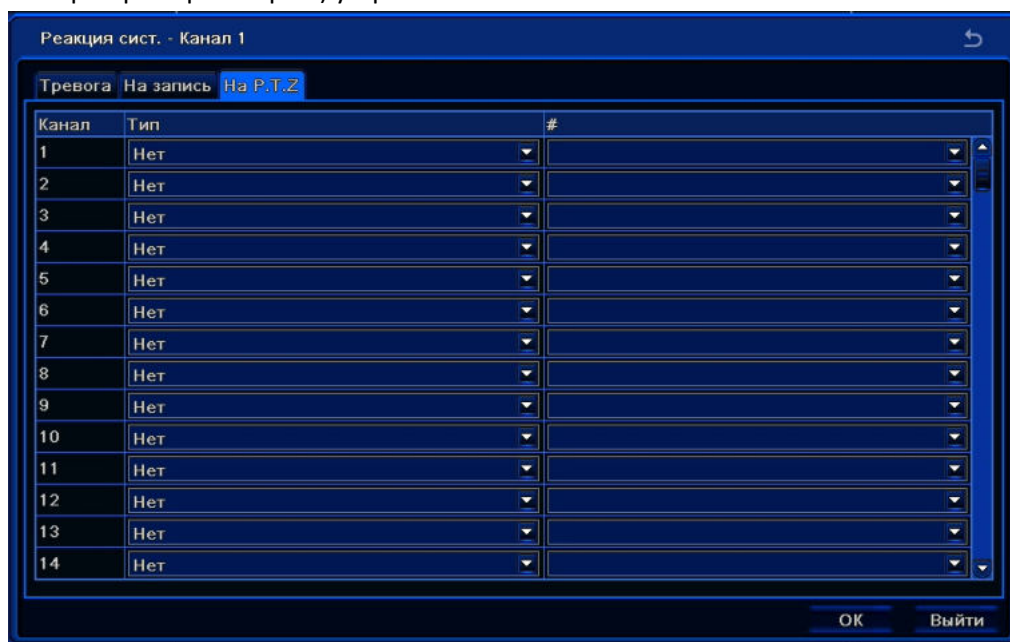 Реакция сист. - Канал 1
Тревога На запись На P.T.Z
Канал Тип #
1 Нет
2 Нет
3 Нет
4 Нет
5 Нет
6 Нет
7 Нет
8 Нет
9 Нет
10 Нет
11 Нет
12 Нет
13 Нет
14 Нет
ОК Выйти